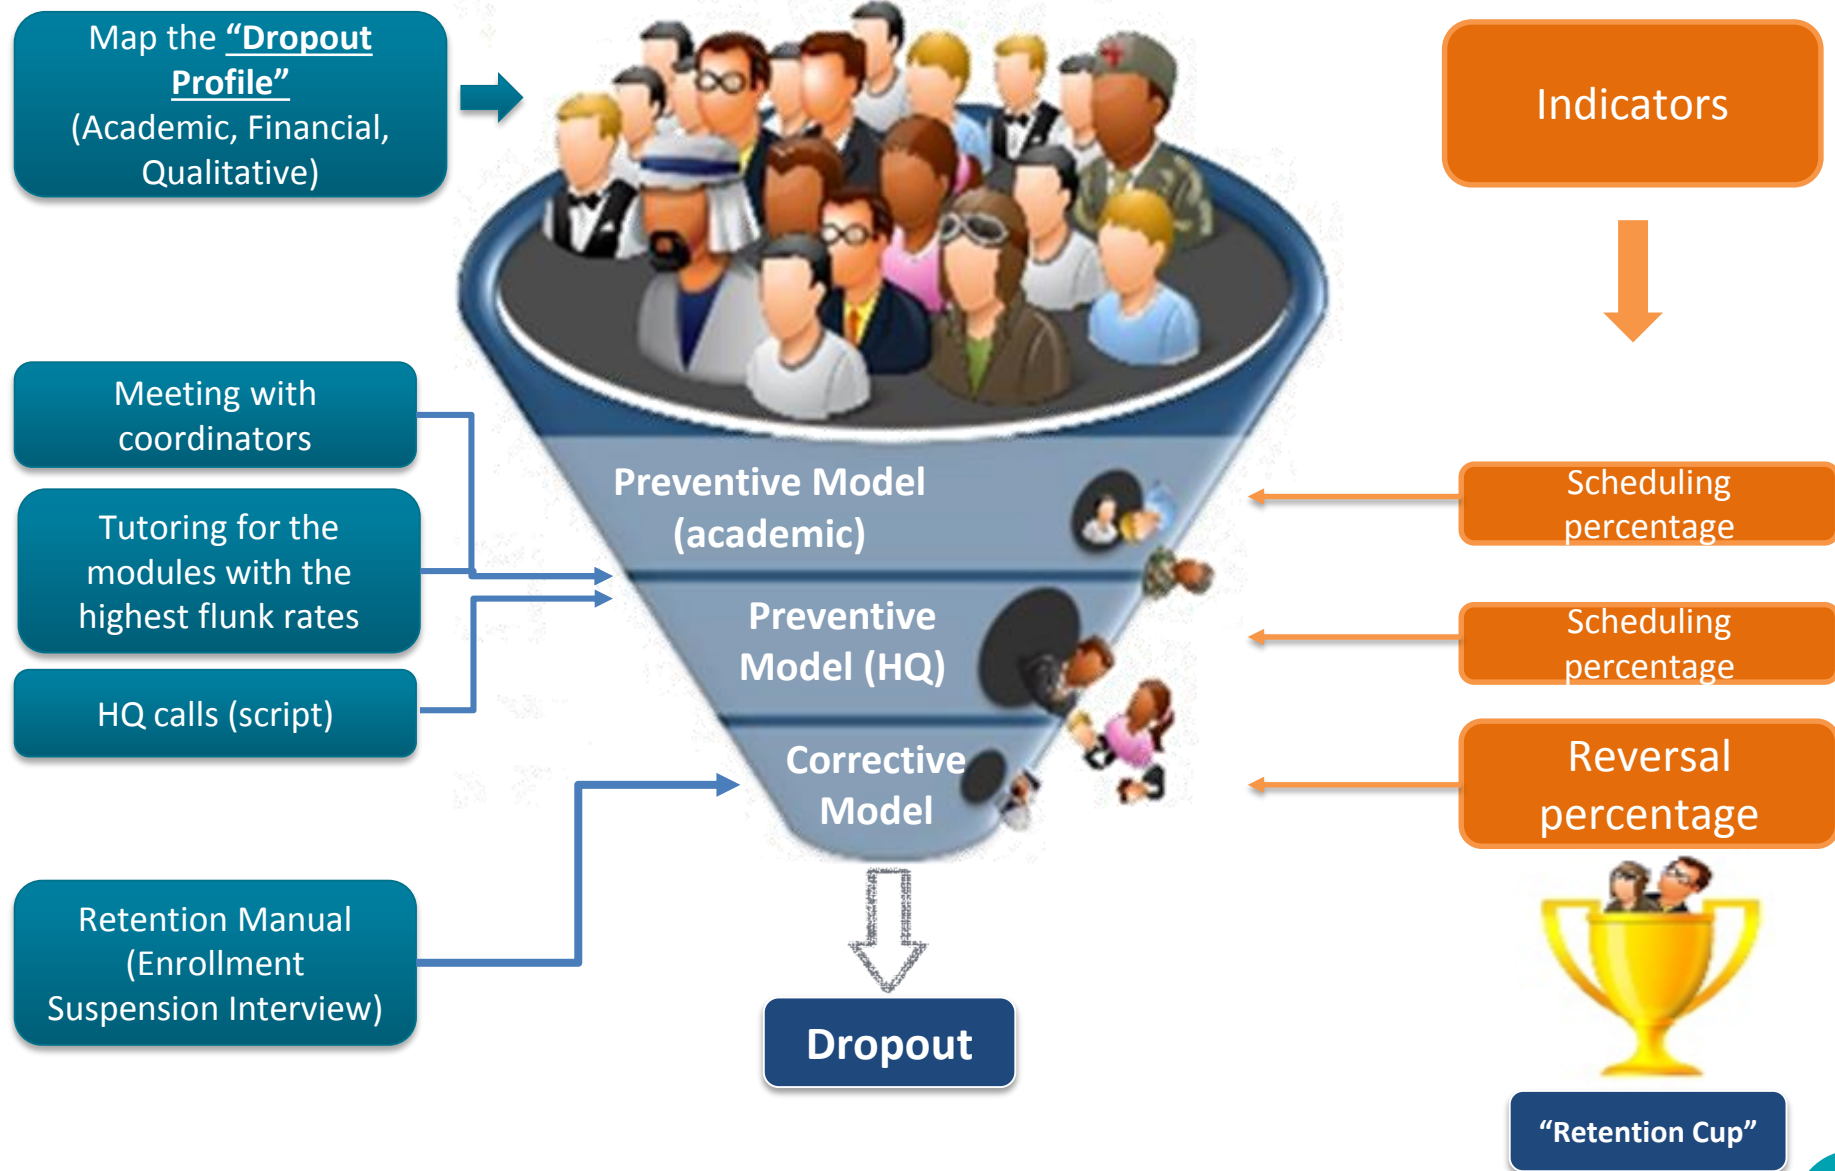 Map the “Dropout
Profile”
(Academic, Financial,
Qualitative)
Indicators
Meeting with
coordinators
Tutoring for the
modules with the
highest flunk rates
HQ calls (script)
Retention Manual
(Enrollment
Suspension Interview)
Preventive Model
(academic)
Preventive
Model (HQ)
Corrective
Model
Dropout
Scheduling
percentage
Scheduling
percentage
Reversal
percentage
“Retention Cup”